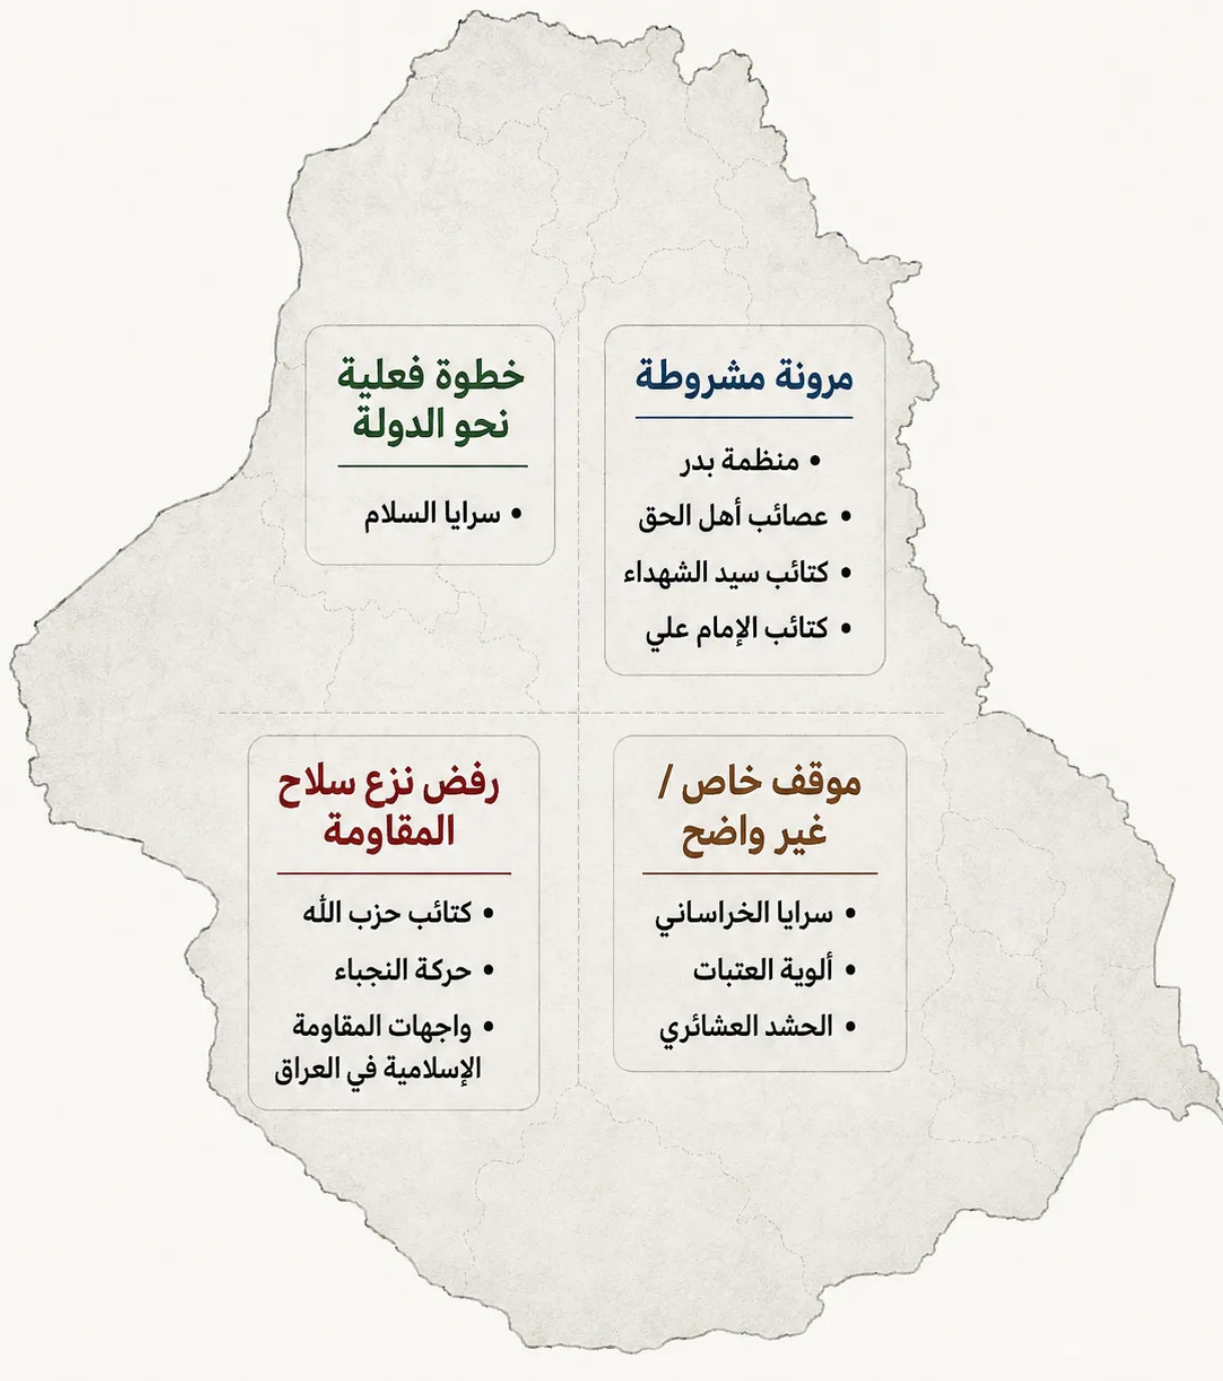 مرونة مشروطة
• منظمة بدر
• عصائب أهل الحق
• كتائب سيد الشهداء
• كتائب الإمام علي
خطوة فعلية
نحو الدولة
• سرايا السلام
موقف خاص /
غير واضح
• سرايا الخراساني
• ألوية العتبات
• الحشد العشائري
رفض نزع سلاح
المقاومة
• كتائب حزب الله
• حركة النجباء
• واجهات المقاومة
الإسلامية في العراق